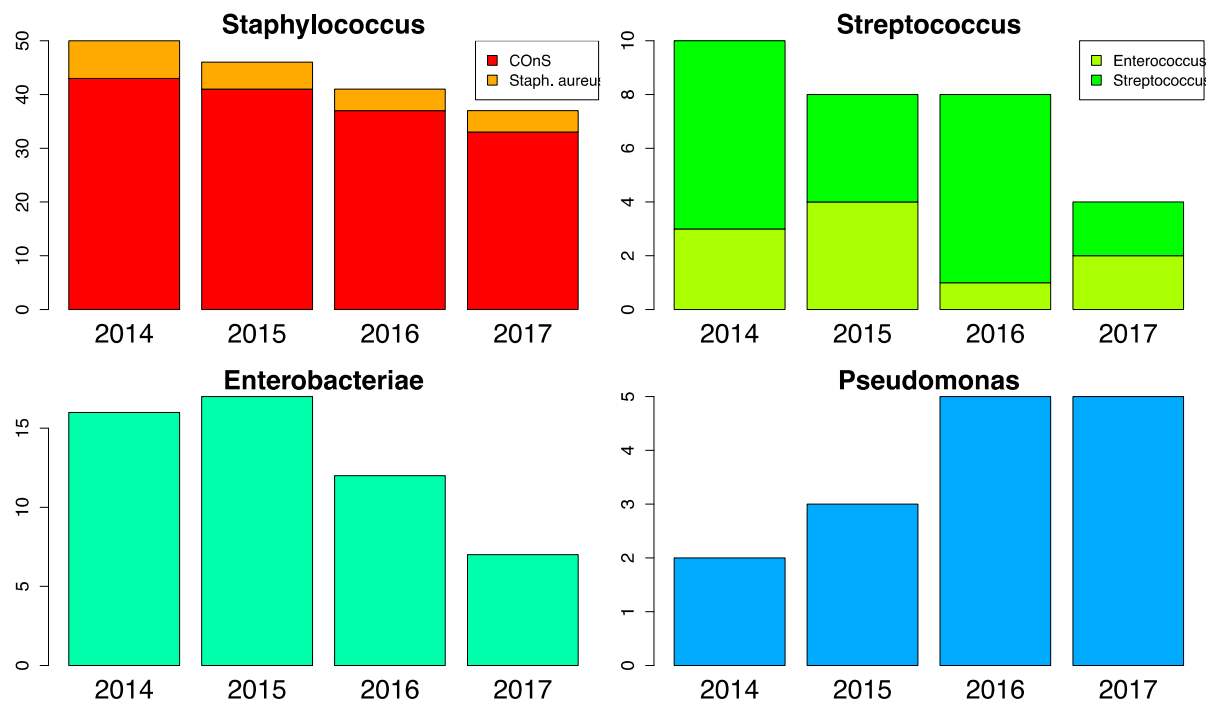 Staphylococcus
COnS
Staph. aureus
50
40
30
20
10
0
2014 2015 2016 2017
Streptococcus
Enterococcus
Streptococcus
10
8
6
4
2
0
2014 2015 2016 2017
Enterobacteriae
15
10
5
0
2014 2015 2016 2017
Pseudomonas
5
4
3
2
1
0
2014 2015 2016 2017